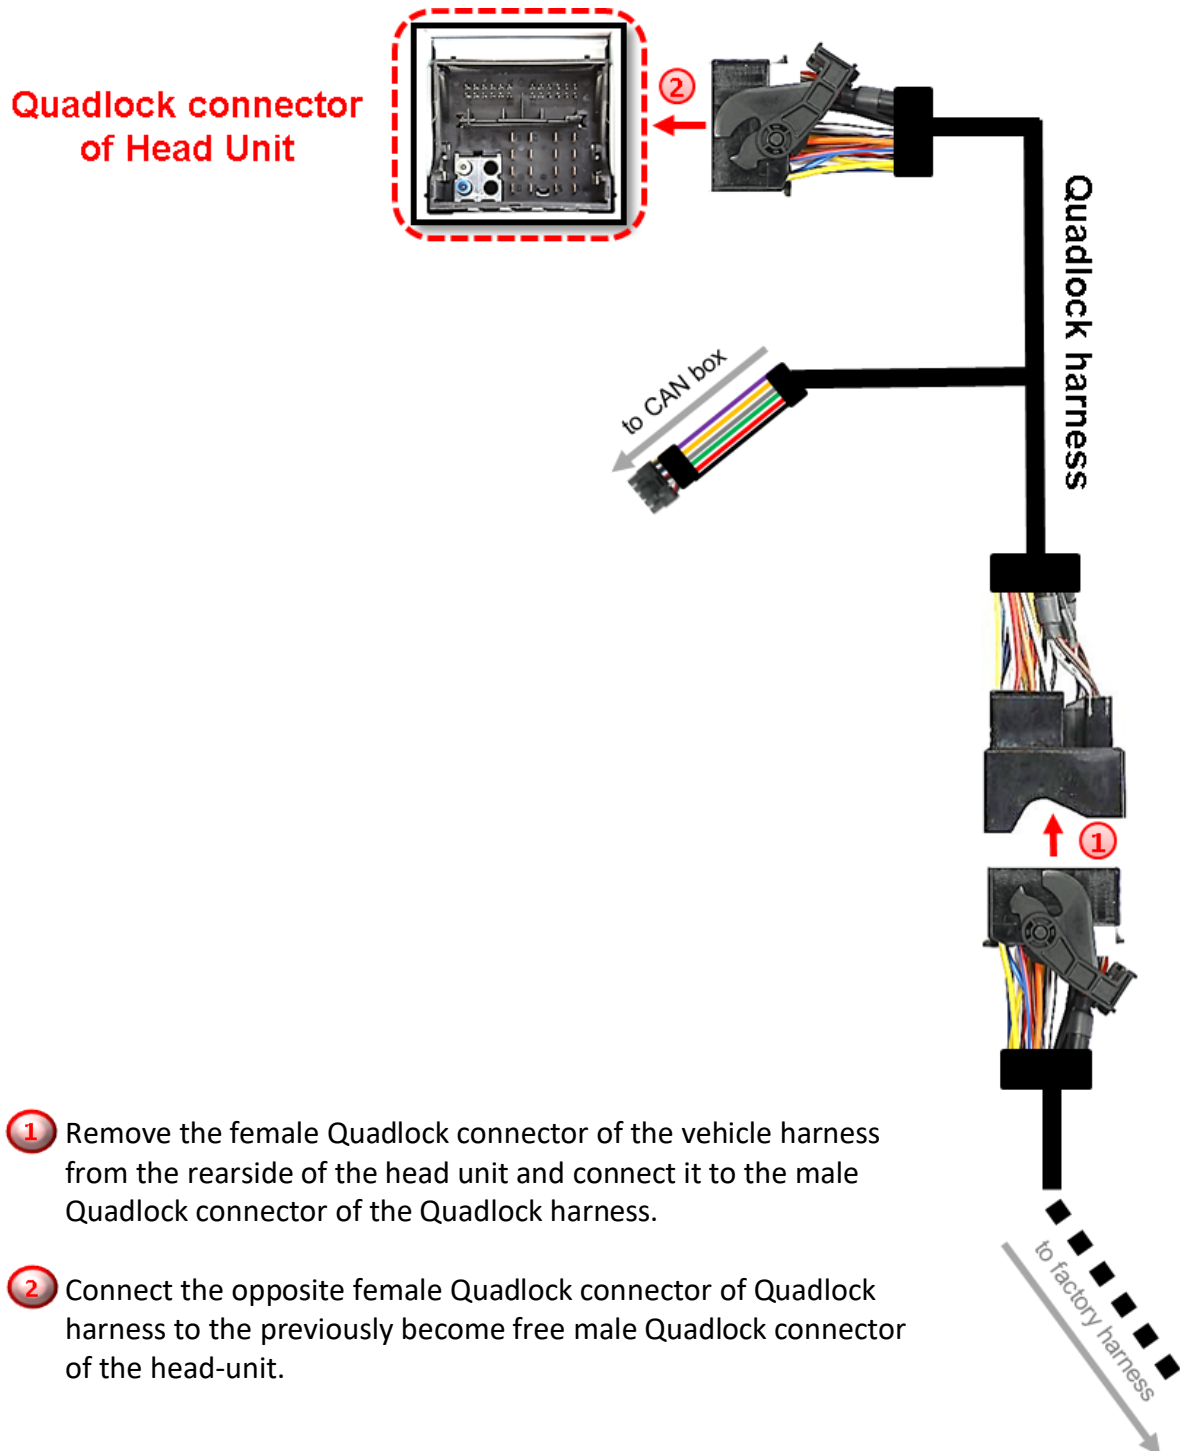 Quadlock connector
of Head Unit
2
Quadlock harness
to CAN box
1
1 Remove the female Quadlock connector of the vehicle harness
from the rearside of the head unit and connect it to the male
Quadlock connector of the Quadlock harness.
2 Connect the opposite female Quadlock connector of Quadlock
harness to the previously become free male Quadlock connector
of the head-unit.
to factory harness